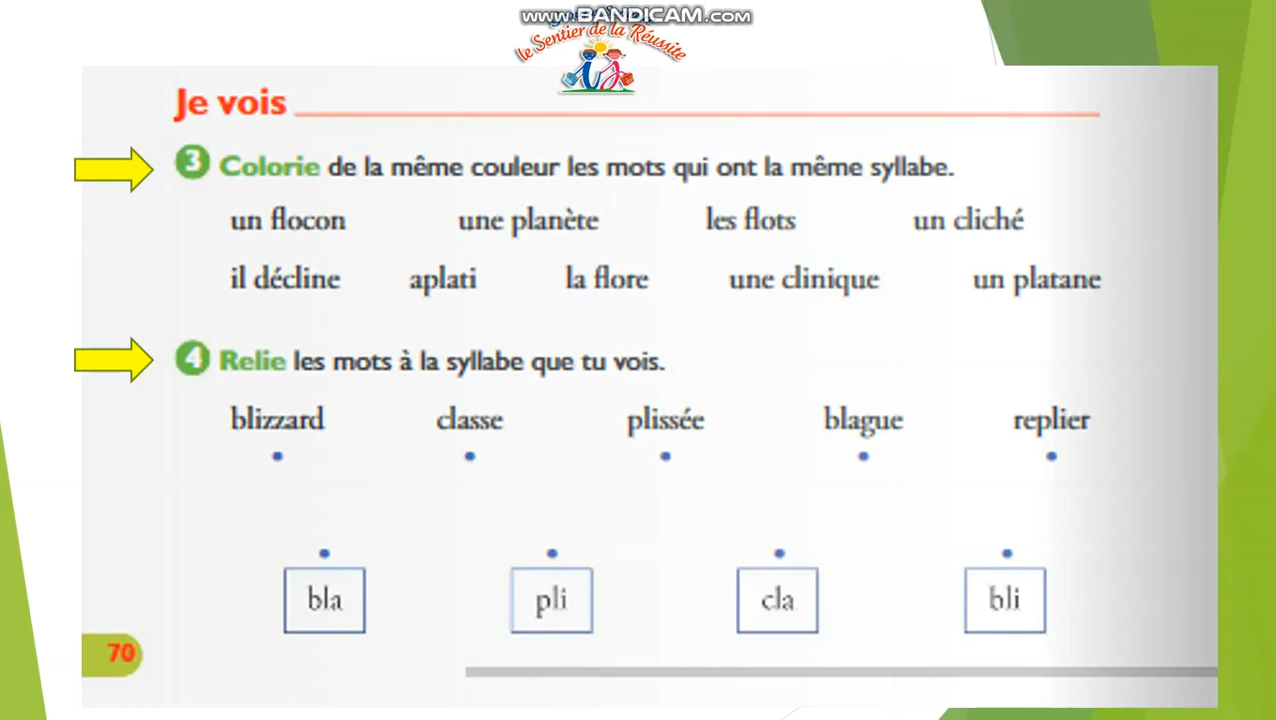 www.BANDICAM.com
le Sentier de la Réussite
Je vois
3 Colorie de la même couleur les mots qui ont la même syllabe.
un flocon une planète les flots un cliché
il décline aplati la flore une clinique un platane
4 Relie les mots à la syllabe que tu vois.
blizzard classe plissée blague replier
bla pli cla bli
70